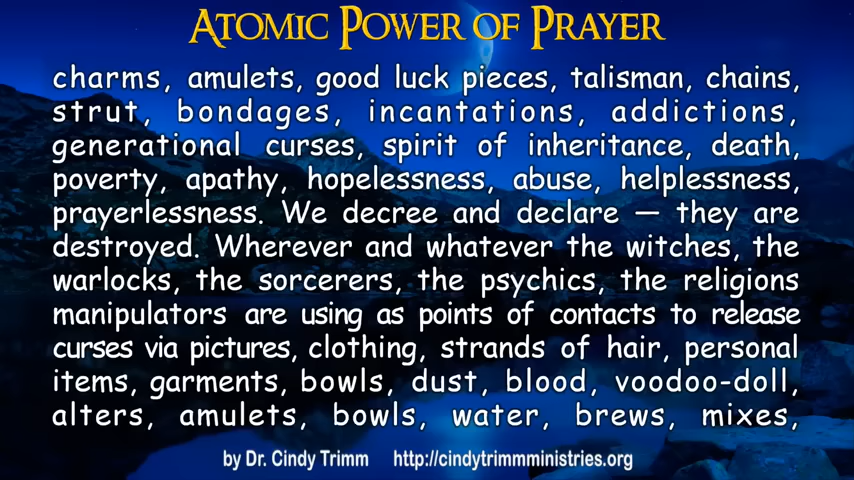 ATOMIC POWER OF PRAYER
charms, amulets, good luck pieces, talisman, chains,
strut, bondages, incantations, addictions,
generational curses, spirit of inheritance, death,
poverty, apathy, hopelessness, abuse, helplessness,
prayerlessness. We decree and declare — they are
destroyed. Wherever and whatever the witches, the
warlocks, the sorcerers, the psychics, the religions
manipulators are using as points of contacts to release
curses via pictures, clothing, strands of hair, personal
items, garments, bowls, dust, blood, voodoo-doll,
alters, amulets, bowls, water, brews, mixes,
by Dr. Cindy Trimm http://cindytrimmministries.org